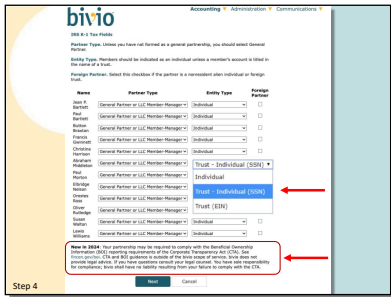 bivio
Accounting ▼ Administration ▼ Communications ▼
IRS K-1 Tax Fields
Partner Type. Unless you have not formed as a general partnership, you should select General
Partner.
Entity Type. Members should be indicated as an individual unless a member's account is titled in
the name of a trust.
Foreign Partner. Select this checkbox if the partner is a nonresident alien individual or foreign
trust.
Name Partner Type Entity Type Foreign Partner
Jean P. Bartlett General Partner or LLC Member-Manager Individual
Paul Bartlett General Partner or LLC Member-Manager Individual
Button Braxton General Partner or LLC Member-Manager Individual
Francis Gwinnett General Partner or LLC Member-Manager Individual
Christina Harrison General Partner or LLC Member-Manager Individual
Abraham Middleton General Partner or LLC Member-Manager Trust - Individual (SSN)
Paul Morton General Partner or LLC Member-Manager Individual
Elbridge Nelson General Partner or LLC Member-Manager Trust - Individual (SSN)
Ross General Partner or LLC Member-Manager Trust (EIN)
Oliver Rutledge General Partner or LLC Member-Manager
Susan Walton General Partner or LLC Member-Manager Individual
Lewis Williams General Partner or LLC Member-Manager Individual
New in 2024: Your partnership may be required to comply with the Beneficial Ownership
Information (BOI) reporting requirements of the Corporate Transparency Act (CTA). See
fincen.gov/boi. CTA and BOI guidance is outside of the bivio scope of service. bivio does not
provide legal advice. If you have questions consult your legal counsel. You have sole responsibility
for compliance; bivio shall have no liability resulting from your failure to comply with the CTA.
Next Cancel
Step 4